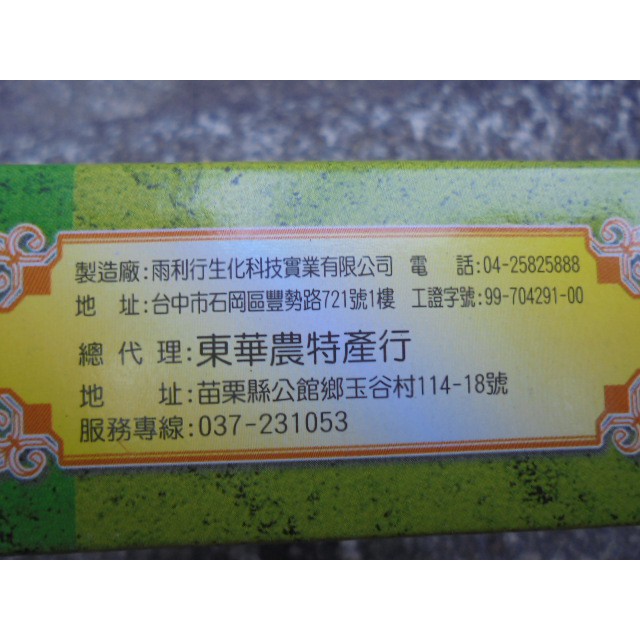 製造廠:雨利行生化科技實業有限公司 電 話:04-25825888
地 址:台中市石岡區豐勢路721號1樓 工證字號:99-704291-00
總代理:東華農特產行
地 址:苗栗縣公館鄉玉谷村114-18號
服務專線:037-231053